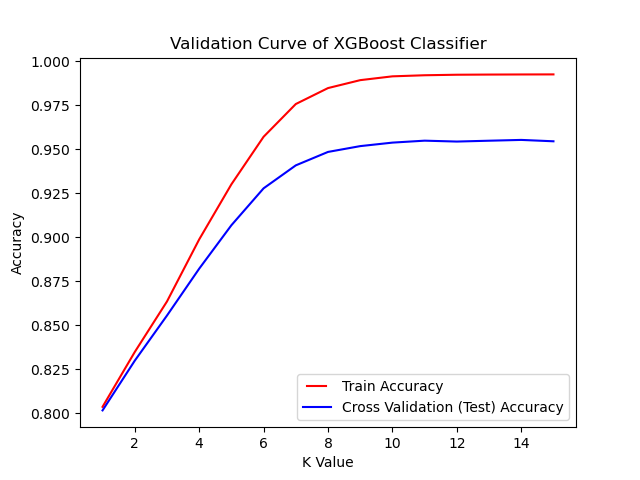 Validation Curve of XGBoost Classifier
1.000
0.975
0.950
0.925
0.900
0.875
0.850
0.825
0.800
Accuracy
Train Accuracy
Cross Validation (Test) Accuracy
2 4 6 8 10 12 14
K Value